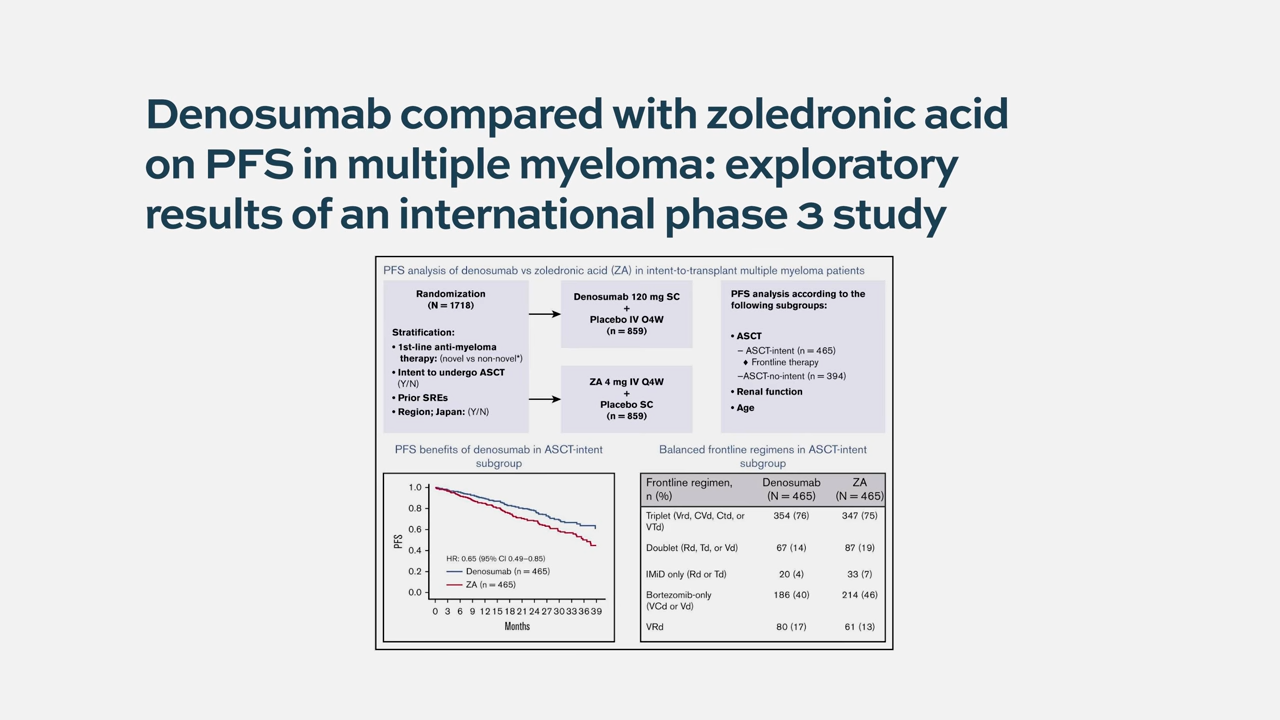 Denosumab compared with zoledronic acid
on PFS in multiple myeloma: exploratory
results of an international phase 3 study
PFS analysis of denosumab vs zoledronic acid (ZA) in intent-to-transplant multiple myeloma patients
Randomization
(N = 1718)
Stratification:
• 1st-line anti-myeloma
therapy: (novel vs non-novel*)
• Intent to undergo ASCT
(Y/N)
• Prior SREs
• Region; Japan: (Y/N)
Denosumab 120 mg SC
+
Placebo IV O4W
(n = 859)
ZA 4 mg IV Q4W
+
Placebo SC
(n = 859)
PFS analysis according to the
following subgroups:
• ASCT
– ASCT-intent (n = 465)
♦ Frontline therapy
–ASCT-no-intent (n = 394)
• Renal function
• Age
PFS benefits of denosumab in ASCT-intent
subgroup
PFS
1.0
0.8
0.6
0.4
0.2
0.0
HR: 0.65 (95% CI 0.49–0.85)
Denosumab (n = 465)
ZA (n = 465)
0 3 6 9 12 15 18 21 24 27 30 33 36 39
Months
Balanced frontline regimens in ASCT-intent
subgroup
Frontline regimen, Denosumab ZA
n (%) (N = 465) (N = 465)
Triplet (Vrd, CVd, Ctd, or 354 (76) 347 (75)
VTd)
Doublet (Rd, Td, or Vd) 67 (14) 87 (19)
IMiD only (Rd or Td) 20 (4) 33 (7)
Bortezomib-only 186 (40) 214 (46)
(VCd or Vd)
VRd 80 (17) 61 (13)